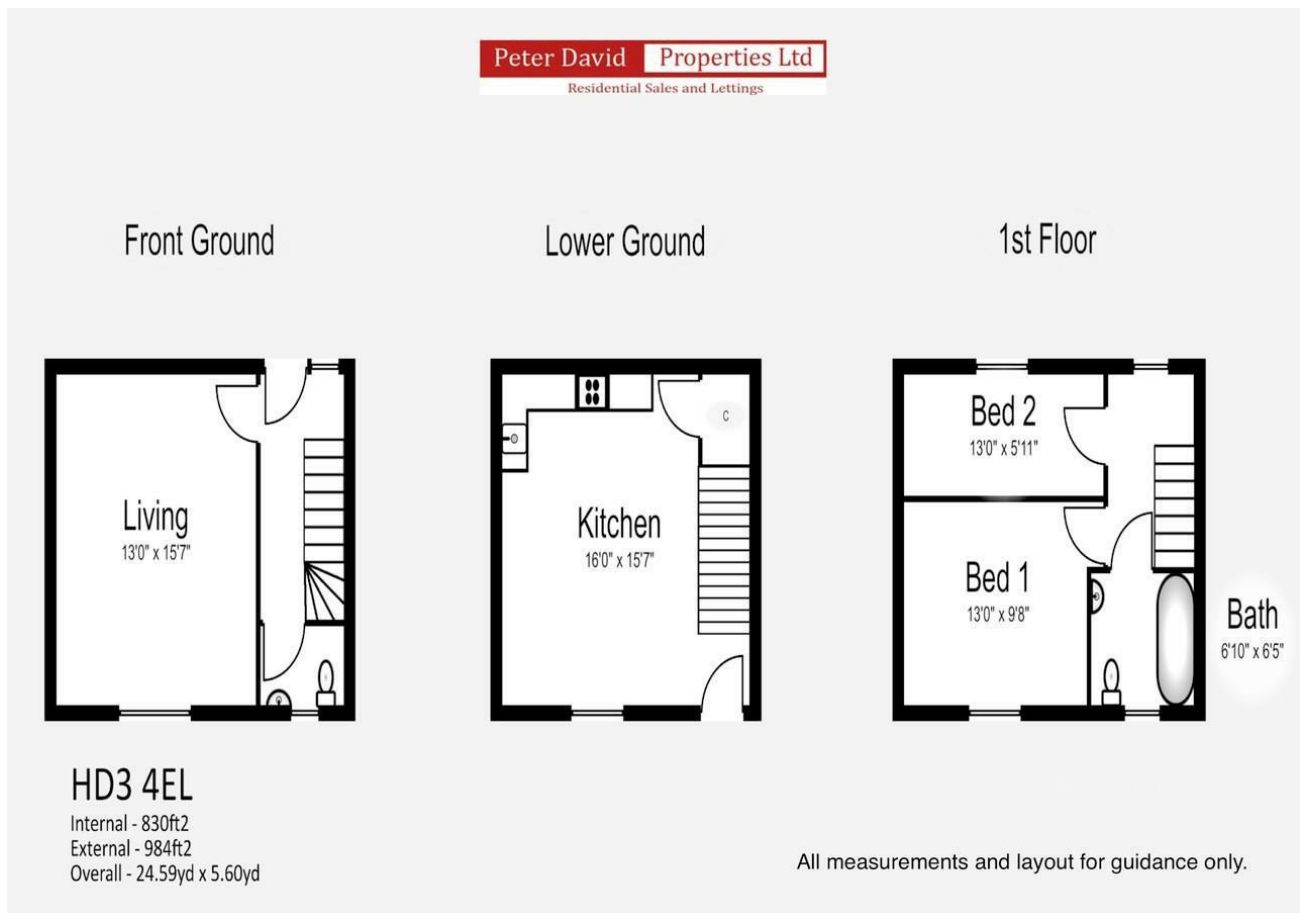 Peter David Properties Ltd
Residential Sales and Lettings
Front Ground
Lower Ground
1st Floor
Living
13'0" x 15'7"
C
Kitchen
16'0" x 15'7"
Bed 2
13'0" x 5'11"
Bed 1
13'0" x 9'8"
Bath
6'10" x 6'5"
HD3 4EL
Internal - 830ft2
External - 984ft2
Overall - 24.59yd x 5.60yd
All measurements and layout for guidance only.